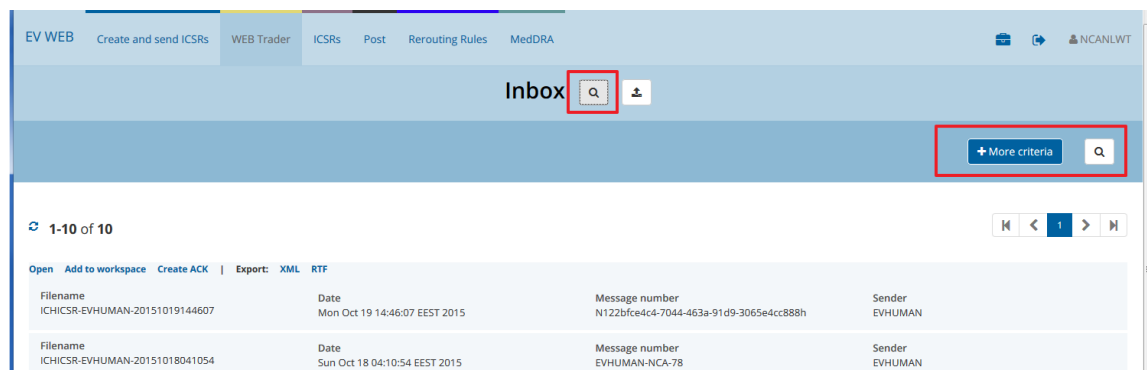 EV WEB Create and send ICSRs WEB Trader ICSRs Post Rerouting Rules MedDRA NCANLWT
Inbox
+ More criteria
1-10 of 10 1
Open Add to workspace Create ACK | Export: XML RTF
Filename Date Message number Sender
ICHICSR-EVHUMAN-20151019144607 Mon Oct 19 14:46:07 EEST 2015 N122bfce4c4-7044-463a-91d9-3065e4cc888h EVHUMAN
Filename Date Message number Sender
ICHICSR-EVHUMAN-20151018041054 Sun Oct 18 04:10:54 EEST 2015 EVHUMAN-NCA-78 EVHUMAN